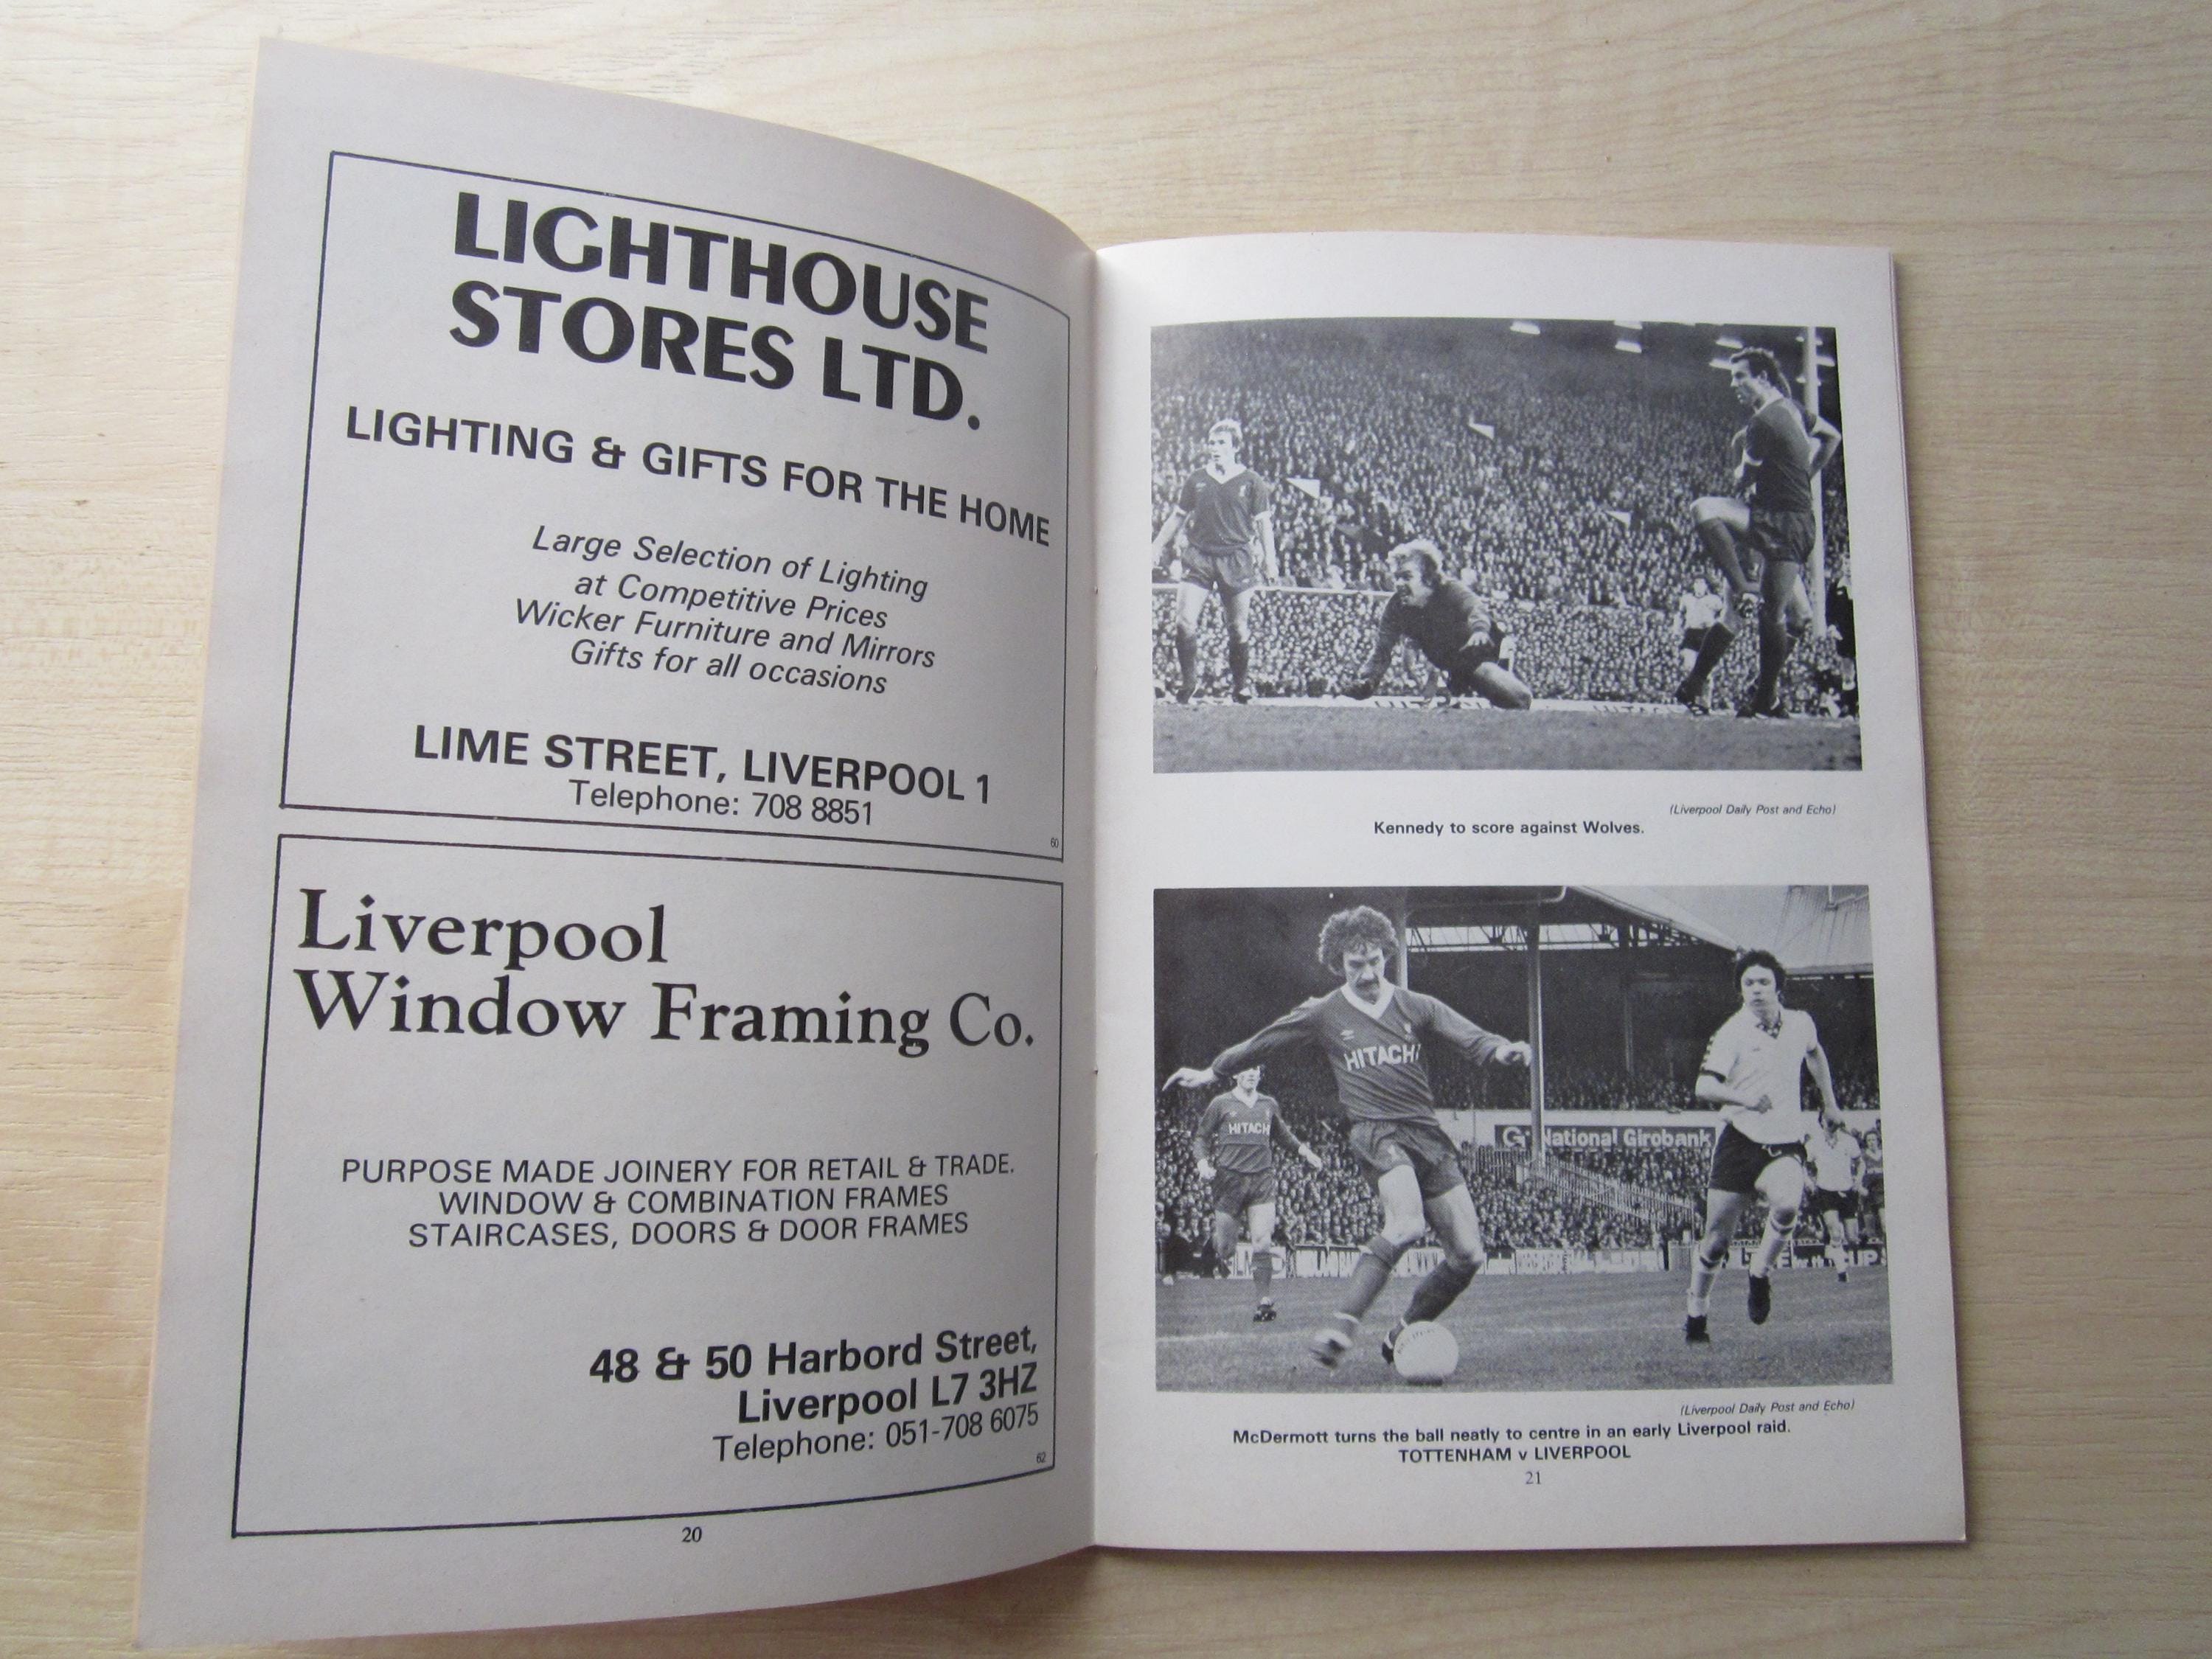 LIGHTHOUSE
STORES LTD.
LIGHTING & GIFTS FOR THE HOME
Large Selection of Lighting
at Competitive Prices
Wicker Furniture and Mirrors
Gifts for all occasions
LIME STREET, LIVERPOOL 1
Telephone: 708 8851
60
Liverpool
Window Framing Co.
PURPOSE MADE JOINERY FOR RETAIL & TRADE.
WINDOW & COMBINATION FRAMES
STAIRCASES, DOORS & DOOR FRAMES
48 & 50 Harbord Street,
Liverpool L7 3HZ
Telephone: 051-708 6075
62
20
HITACHI
(Liverpool Daily Post and Echo)
Kennedy to score against Wolves.
HITACHI
HITACH
National Girobank
CUP
(Liverpool Daily Post and Echo)
McDermott turns the ball neatly to centre in an early Liverpool raid.
TOTTENHAM v LIVERPOOL
21